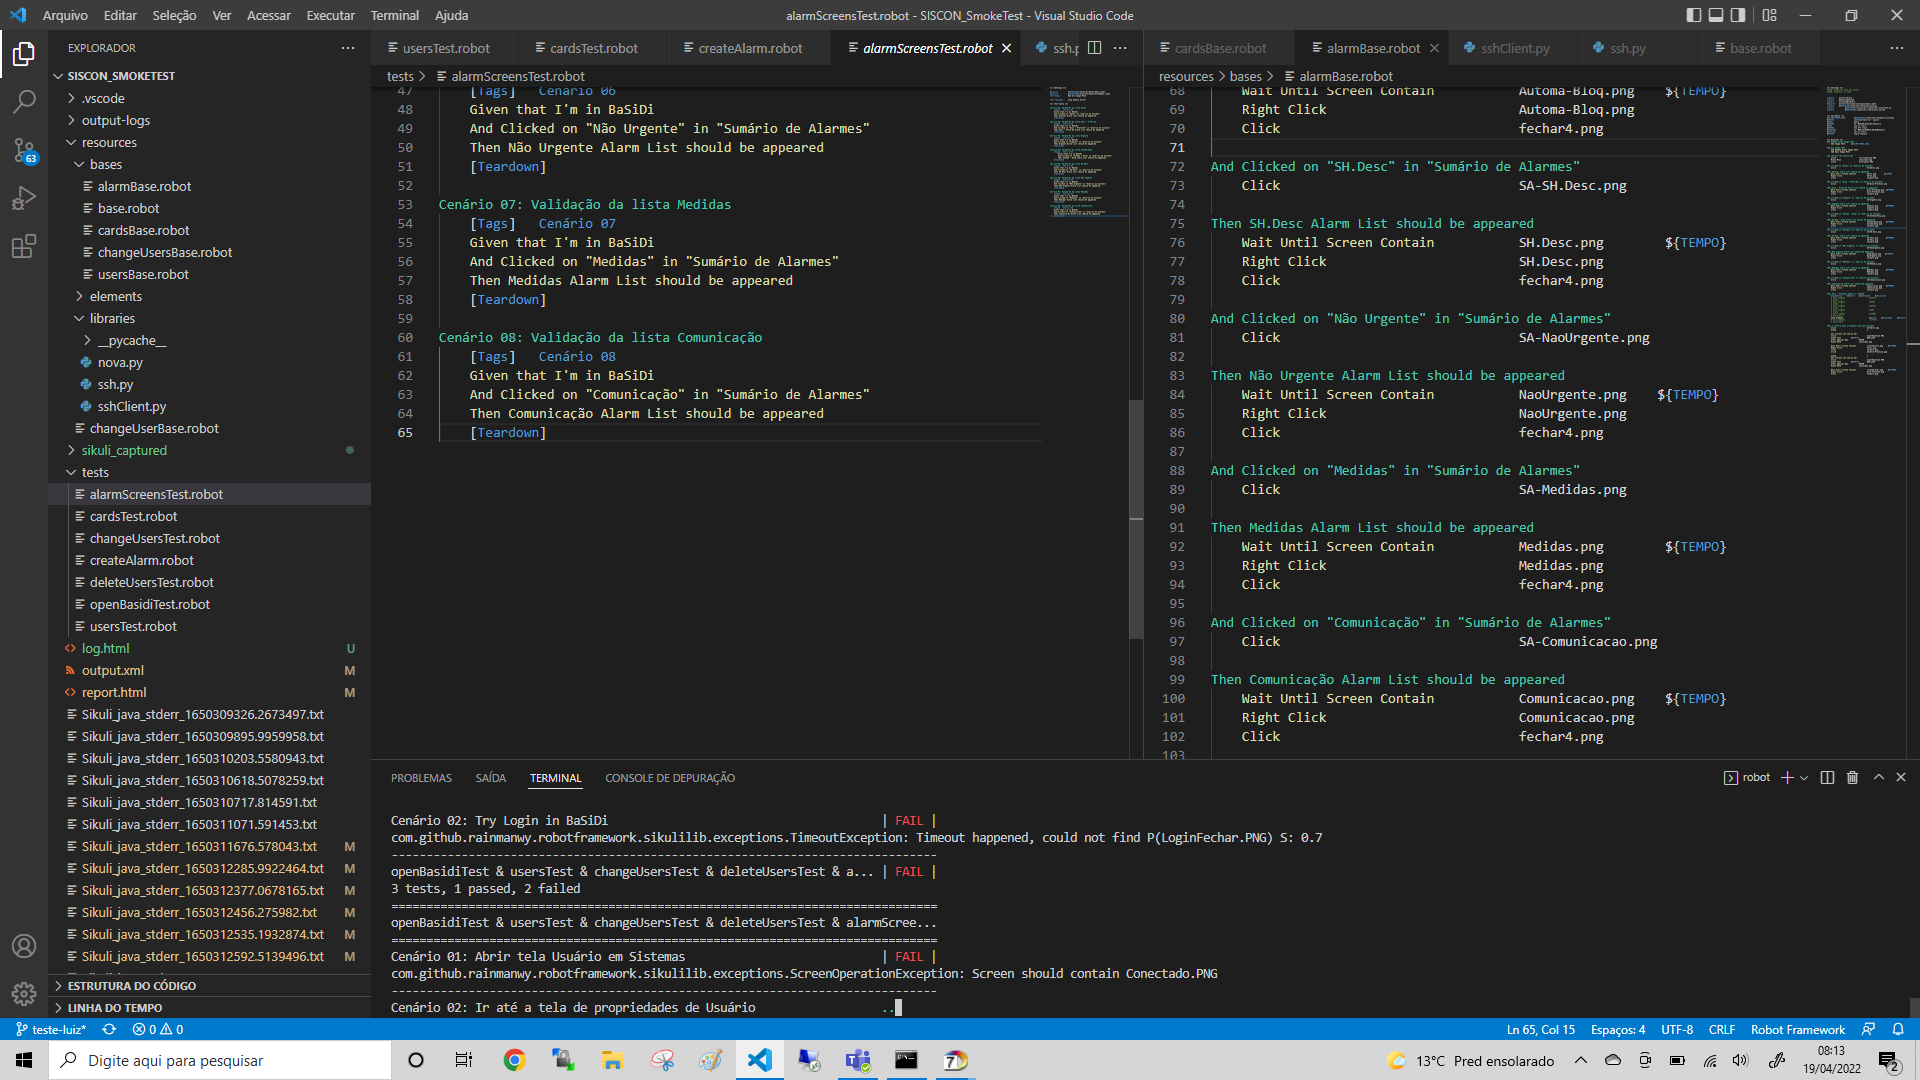 Arquivo Editar Seleção Ver Acessar Executar Terminal Ajuda
alarmScreensTest.robot - SISCON_SmokeTest - Visual Studio Code
EXPLORADOR
SISCON_SMOKETEST
.vscode
output-logs
resources
bases
alarmBase.robot
base.robot
cardsBase.robot
changeUsersBase.robot
usersBase.robot
elements
libraries
__pycache__
nova.py
ssh.py
sshClient.py
changeUserBase.robot
sikuli_captured
tests
alarmScreensTest.robot
cardsTest.robot
changeUsersTest.robot
createAlarm.robot
deleteUsersTest.robot
openBasidiTest.robot
usersTest.robot
log.html U
output.xml M
report.html M
Sikuli_java_stderr_1650309326.2673497.txt
Sikuli_java_stderr_1650309895.9959958.txt
Sikuli_java_stderr_1650310203.5580943.txt
Sikuli_java_stderr_1650310618.5078259.txt
Sikuli_java_stderr_1650310717.814591.txt
Sikuli_java_stderr_1650311071.591453.txt
Sikuli_java_stderr_1650311676.578043.txt M
Sikuli_java_stderr_1650312285.9922464.txt M
Sikuli_java_stderr_1650312377.0678165.txt M
Sikuli_java_stderr_1650312456.275982.txt M
Sikuli_java_stderr_1650312535.1932874.txt M
Sikuli_java_stderr_1650312592.5139496.txt M
ESTRUTURA DO CÓDIGO
LINHA DO TEMPO
63
usersTest.robot cardsTest.robot createAlarm.robot alarmScreensTest.robot ssh.p
tests > alarmScreensTest.robot
47 [Tags] Cenário 06
48 Given that I'm in BaSiDi
49 And Clicked on "Não Urgente" in "Sumário de Alarmes"
50 Then Não Urgente Alarm List should be appeared
51 [Teardown]
52
53 Cenário 07: Validação da lista Medidas
54 [Tags] Cenário 07
55 Given that I'm in BaSiDi
56 And Clicked on "Medidas" in "Sumário de Alarmes"
57 Then Medidas Alarm List should be appeared
58 [Teardown]
59
60 Cenário 08: Validação da lista Comunicação
61 [Tags] Cenário 08
62 Given that I'm in BaSiDi
63 And Clicked on "Comunicação" in "Sumário de Alarmes"
64 Then Comunicação Alarm List should be appeared
65 [Teardown]
cardsBase.robot alarmBase.robot sshClient.py ssh.py base.robot
resources > bases > alarmBase.robot
68 Wait Until Screen Contain Automa-Bloq.png ${TEMPO}
69 Right Click Automa-Bloq.png
70 Click fechar4.png
71
72 And Clicked on "SH.Desc" in "Sumário de Alarmes"
73 Click SA-SH.Desc.png
74
75 Then SH.Desc Alarm List should be appeared
76 Wait Until Screen Contain SH.Desc.png ${TEMPO}
77 Right Click SH.Desc.png
78 Click fechar4.png
79
80 And Clicked on "Não Urgente" in "Sumário de Alarmes"
81 Click SA-NaoUrgente.png
82
83 Then Não Urgente Alarm List should be appeared
84 Wait Until Screen Contain NaoUrgente.png ${TEMPO}
85 Right Click NaoUrgente.png
86 Click fechar4.png
87
88 And Clicked on "Medidas" in "Sumário de Alarmes"
89 Click SA-Medidas.png
90
91 Then Medidas Alarm List should be appeared
92 Wait Until Screen Contain Medidas.png ${TEMPO}
93 Right Click Medidas.png
94 Click fechar4.png
95
96 And Clicked on "Comunicação" in "Sumário de Alarmes"
97 Click SA-Comunicacao.png
98
99 Then Comunicação Alarm List should be appeared
100 Wait Until Screen Contain Comunicacao.png ${TEMPO}
101 Right Click Comunicacao.png
102 Click fechar4.png
103
PROBLEMAS SAÍDA TERMINAL CONSOLE DE DEPURAÇÃO
robot
Cenário 02: Try Login in BaSiDi | FAIL |
com.github.rainmanwy.robotframework.sikulilib.exceptions.TimeoutException: Timeout happened, could not find P(LoginFechar.PNG) S: 0.7
------------------------------------------------------------------------------
openBasidiTest & usersTest & changeUsersTest & deleteUsersTest & a... | FAIL |
3 tests, 1 passed, 2 failed
==============================================================================
openBasidiTest & usersTest & changeUsersTest & deleteUsersTest & alarmScree...
==============================================================================
Cenário 01: Abrir tela Usuário em Sistemas | FAIL |
com.github.rainmanwy.robotframework.sikulilib.exceptions.ScreenOperationException: Screen should contain Conectado.PNG
------------------------------------------------------------------------------
Cenário 02: Ir até a tela de propriedades de Usuário ..
teste-luiz* 0 0
Ln 65, Col 15 Espaços: 4 UTF-8 CRLF Robot Framework
Digite aqui para pesquisar
13°C Pred ensolarado
08:13
19/04/2022
2